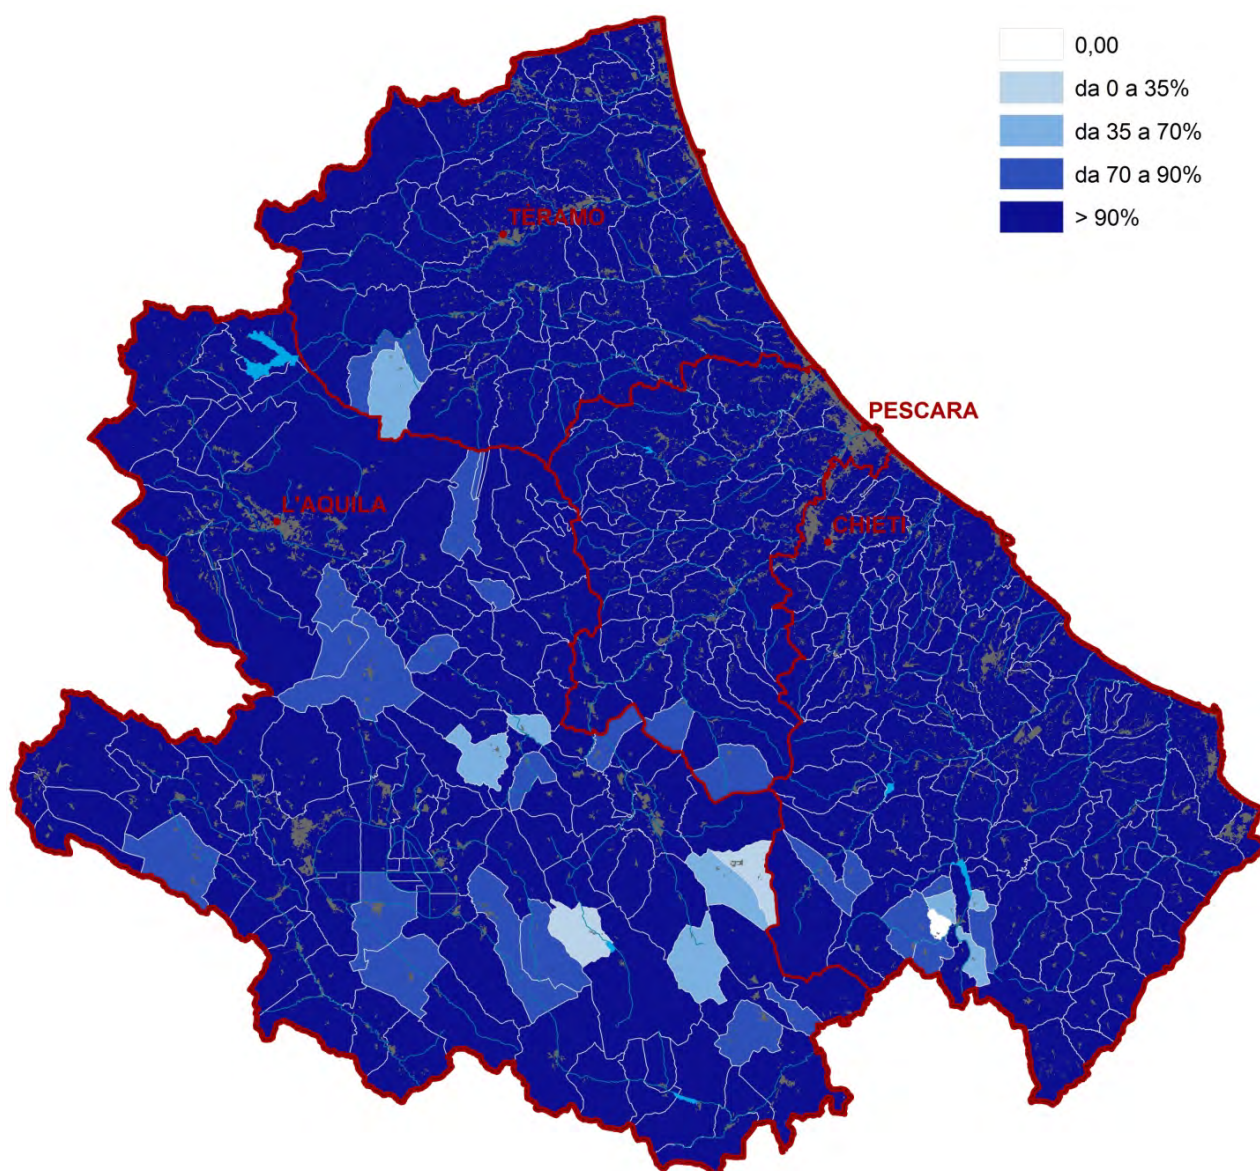 0,00
da 0 a 35%
da 35 a 70%
da 70 a 90%
> 90%
TERAMO
PESCARA
L'AQUILA
CHIETI